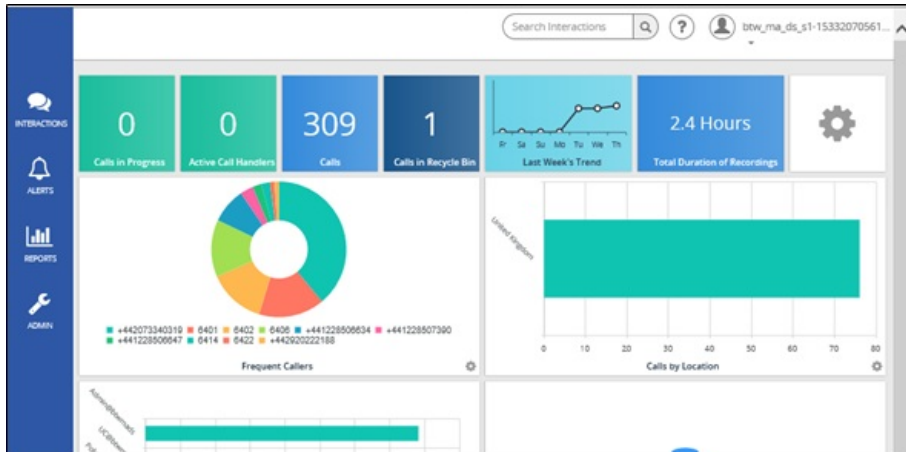 Search Interactions
?
btw_ma_ds_s1-15332070561...
INTERACTIONS
ALERTS
REPORTS
ADMIN
0
Calls in Progress
0
Active Call Handlers
309
Calls
1
Calls in Recycle Bin
Fr Sa Su Mo Tu We Th
Last Week's Trend
2.4 Hours
Total Duration of Recordings
+442073340319 6401 6402 6406 +441228506634 +441228507390
+441228506647 6414 6422 +442920222188
Frequent Callers
United Kingdom
0 10 20 30 40 50 60 70 80
Calls by Location
Admin@btwmads